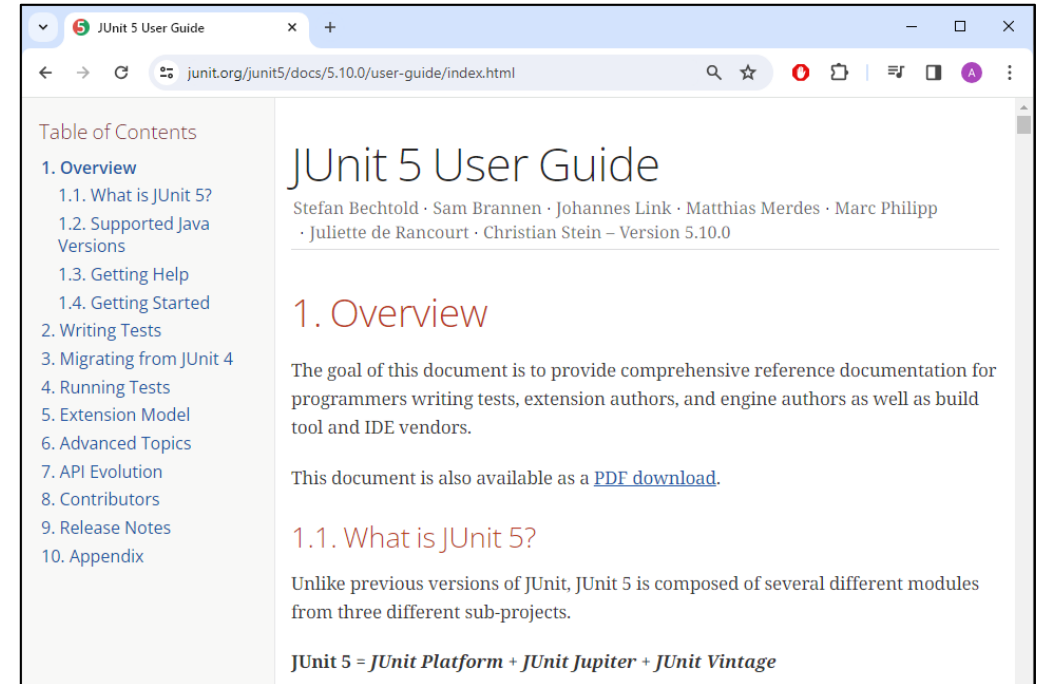 JUnit 5 User Guide
junit.org/junit5/docs/5.10.0/user-guide/index.html
A
Table of Contents
1. Overview
1.1. What is JUnit 5?
1.2. Supported Java
Versions
1.3. Getting Help
1.4. Getting Started
2. Writing Tests
3. Migrating from JUnit 4
4. Running Tests
5. Extension Model
6. Advanced Topics
7. API Evolution
8. Contributors
9. Release Notes
10. Appendix
JUnit 5 User Guide
Stefan Bechtold · Sam Brannen · Johannes Link · Matthias Merdes · Marc Philipp
· Juliette de Rancourt · Christian Stein – Version 5.10.0
1. Overview
The goal of this document is to provide comprehensive reference documentation for
programmers writing tests, extension authors, and engine authors as well as build
tool and IDE vendors.
This document is also available as a PDF download.
1.1. What is JUnit 5?
Unlike previous versions of JUnit, JUnit 5 is composed of several different modules
from three different sub-projects.
JUnit 5 = JUnit Platform + JUnit Jupiter + JUnit Vintage